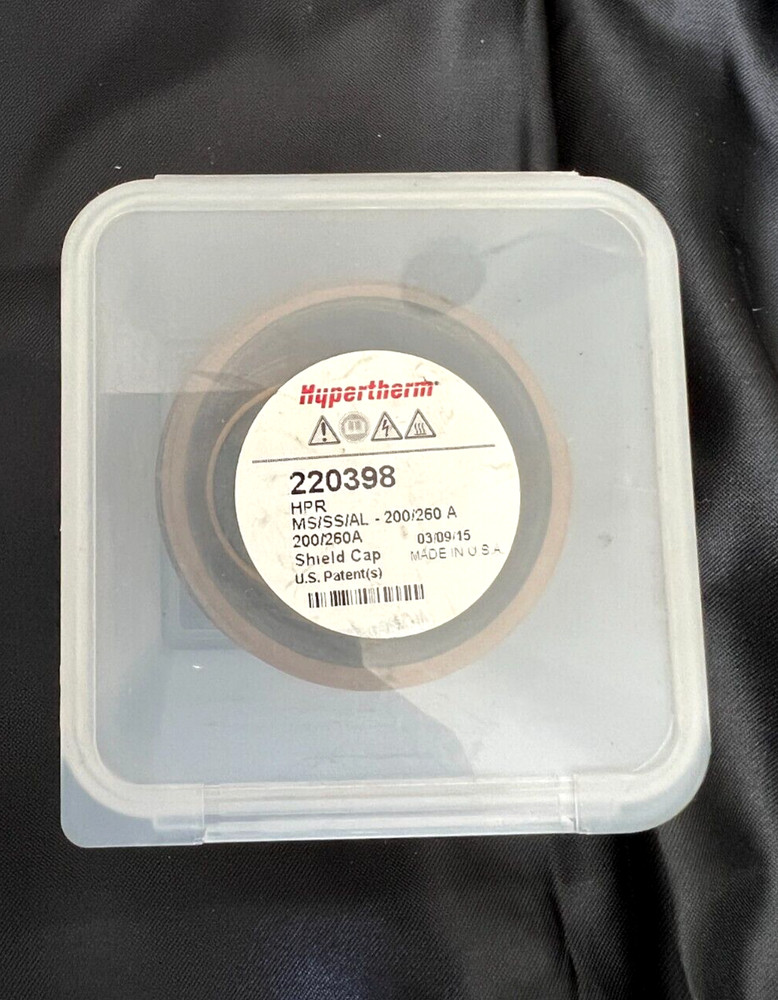 Hypertherm
220398
HPR
MS/SS/AL - 200/260 A
200/260A 03/09/15
Shield Cap MADE IN U.S.A.
U.S. Patent(s)